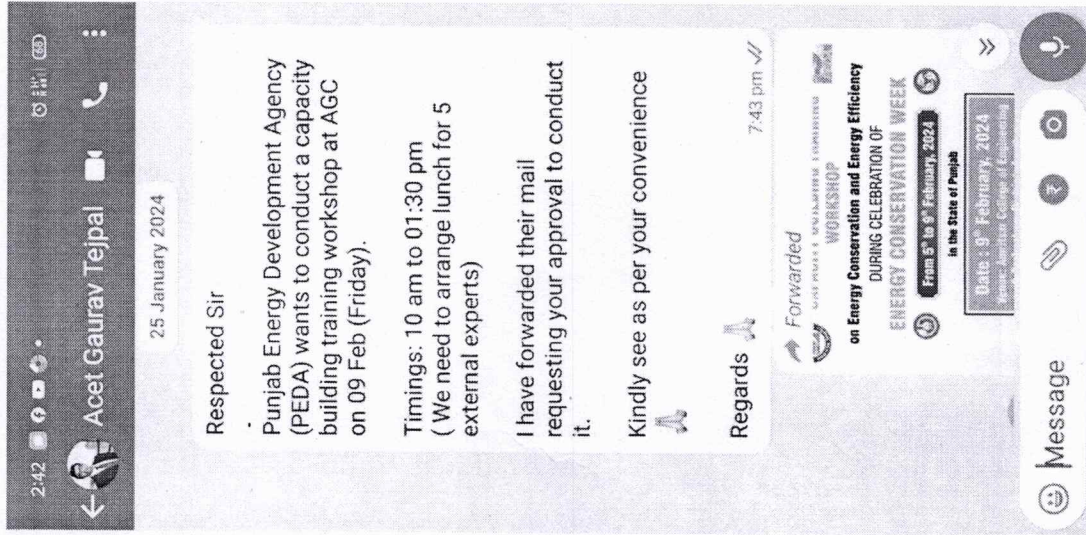 2:42
Acet Gaurav Tejpal
25 January 2024
Respected Sir
.
Punjab Energy Development Agency
(PEDA) wants to conduct a capacity
building training workshop at AGC
on 09 Feb (Friday).
Timings: 10 am to 01:30 pm
( We need to arrange lunch for 5
external experts)
I have forwarded their mail
requesting your approval to conduct
it.
Kindly see as per your convenience
🙏
Regards 🙏
7:43 pm
Forwarded
WORKSHOP
on Energy Conservation and Energy Efficiency
DURING CELEBRATION OF
ENERGY CONSERVATION WEEK
From 5th to 9th February, 2024
in the State of Punjab
Date : 9th February, 2024
Message